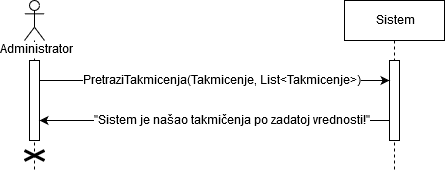 Sistem
Administrator
PretraziTakmicenja(Takmicenje, List<Takmicenje>)
"Sistem je našao takmičenja po zadatoj vrednosti!"